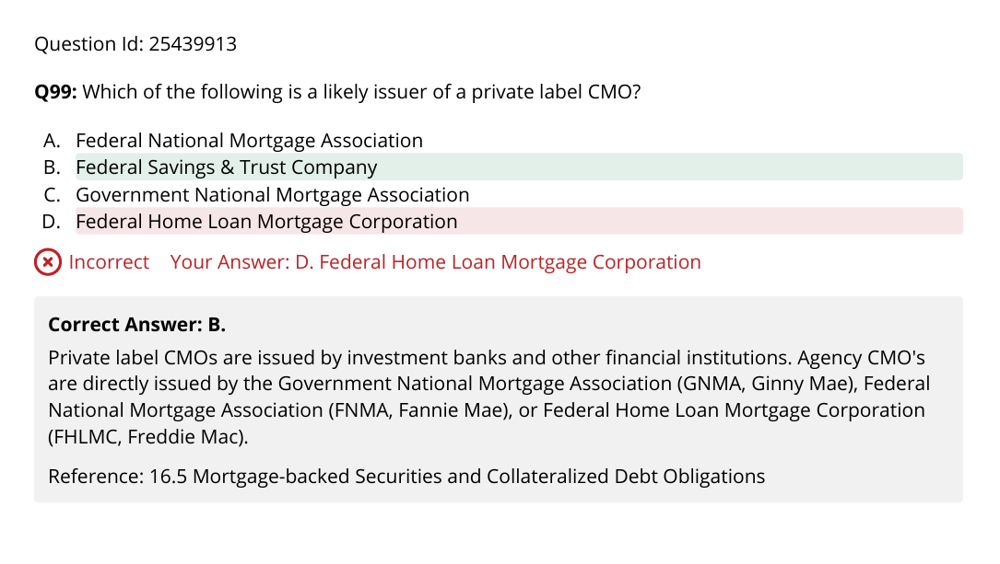 Question Id: 25439913
Q99: Which of the following is a likely issuer of a private label CMO?
A. Federal National Mortgage Association
B. Federal Savings & Trust Company
C. Government National Mortgage Association
D. Federal Home Loan Mortgage Corporation
Incorrect Your Answer: D. Federal Home Loan Mortgage Corporation
Correct Answer: B.
Private label CMOs are issued by investment banks and other financial institutions. Agency CMO's
are directly issued by the Government National Mortgage Association (GNMA, Ginny Mae), Federal
National Mortgage Association (FNMA, Fannie Mae), or Federal Home Loan Mortgage Corporation
(FHLMC, Freddie Mac).
Reference: 16.5 Mortgage-backed Securities and Collateralized Debt Obligations